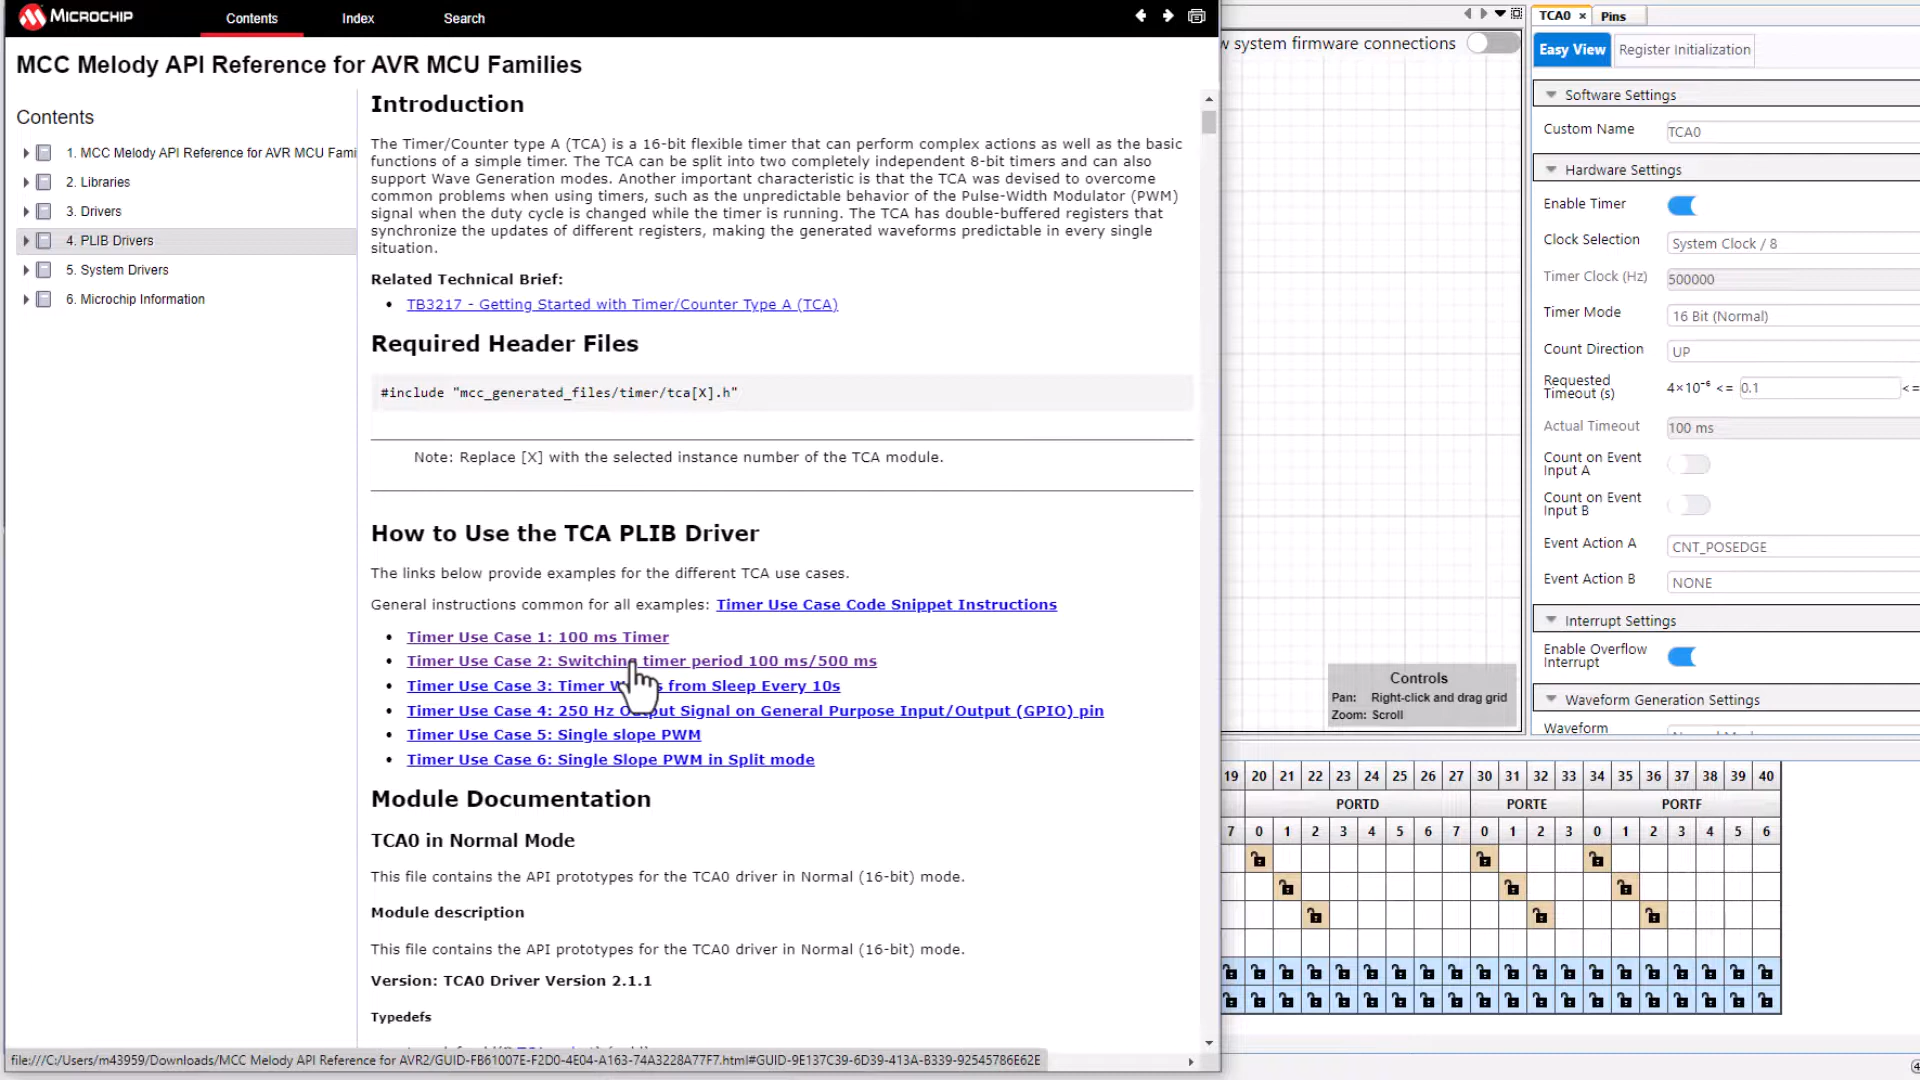 MICROCHIP
Contents
Index
Search
MCC Melody API Reference for AVR MCU Families
Contents
1. MCC Melody API Reference for AVR MCU Fami
2. Libraries
3. Drivers
4. PLIB Drivers
5. System Drivers
6. Microchip Information
Introduction
The Timer/Counter type A (TCA) is a 16-bit flexible timer that can perform complex actions as well as the basic
functions of a simple timer. The TCA can be split into two completely independent 8-bit timers and can also
support Wave Generation modes. Another important characteristic is that the TCA was devised to overcome
common problems when using timers, such as the unpredictable behavior of the Pulse-Width Modulator (PWM)
signal when the duty cycle is changed while the timer is running. The TCA has double-buffered registers that
synchronize the updates of different registers, making the generated waveforms predictable in every single
situation.
Related Technical Brief:
• TB3217 - Getting Started with Timer/Counter Type A (TCA)
Required Header Files
#include "mcc_generated_files/timer/tca[X].h"
Note: Replace [X] with the selected instance number of the TCA module.
How to Use the TCA PLIB Driver
The links below provide examples for the different TCA use cases.
General instructions common for all examples: Timer Use Case Code Snippet Instructions
• Timer Use Case 1: 100 ms Timer
• Timer Use Case 2: Switching timer period 100 ms/500 ms
• Timer Use Case 3: Timer from Sleep Every 10s
• Timer Use Case 4: 250 Hz Output Signal on General Purpose Input/Output (GPIO) pin
• Timer Use Case 5: Single slope PWM
• Timer Use Case 6: Single Slope PWM in Split mode
Module Documentation
TCA0 in Normal Mode
This file contains the API prototypes for the TCA0 driver in Normal (16-bit) mode.
Module description
This file contains the API prototypes for the TCA0 driver in Normal (16-bit) mode.
Version: TCA0 Driver Version 2.1.1
Typedefs
file:///C:/Users/m43959/Downloads/MCC Melody API Reference for AVR2/GUID-FB61007E-F2D0-4E04-A163-74A3228A77F7.html#GUID-9E137C39-6D39-413A-B339-92545786E62E
w system firmware connections
Controls
Pan: Right-click and drag grid
Zoom: Scroll
TCA0 ×
Pins
Easy View
Register Initialization
Software Settings
Custom Name TCA0
Hardware Settings
Enable Timer
Clock Selection System Clock / 8
Timer Clock (Hz) 500000
Timer Mode 16 Bit (Normal)
Count Direction UP
Requested
Timeout (s) 4×10⁻⁶ <= 0.1 <=
Actual Timeout 100 ms
Count on Event
Input A
Count on Event
Input B
Event Action A CNT_POSEDGE
Event Action B NONE
Interrupt Settings
Enable Overflow
Interrupt
Waveform Generation Settings
Waveform
19 20 21 22 23 24 25 26 27 30 31 32 33 34 35 36 37 38 39 40
PORTD PORTE PORTF
7 0 1 2 3 4 5 6 7 0 1 2 3 0 1 2 3 4 5 6